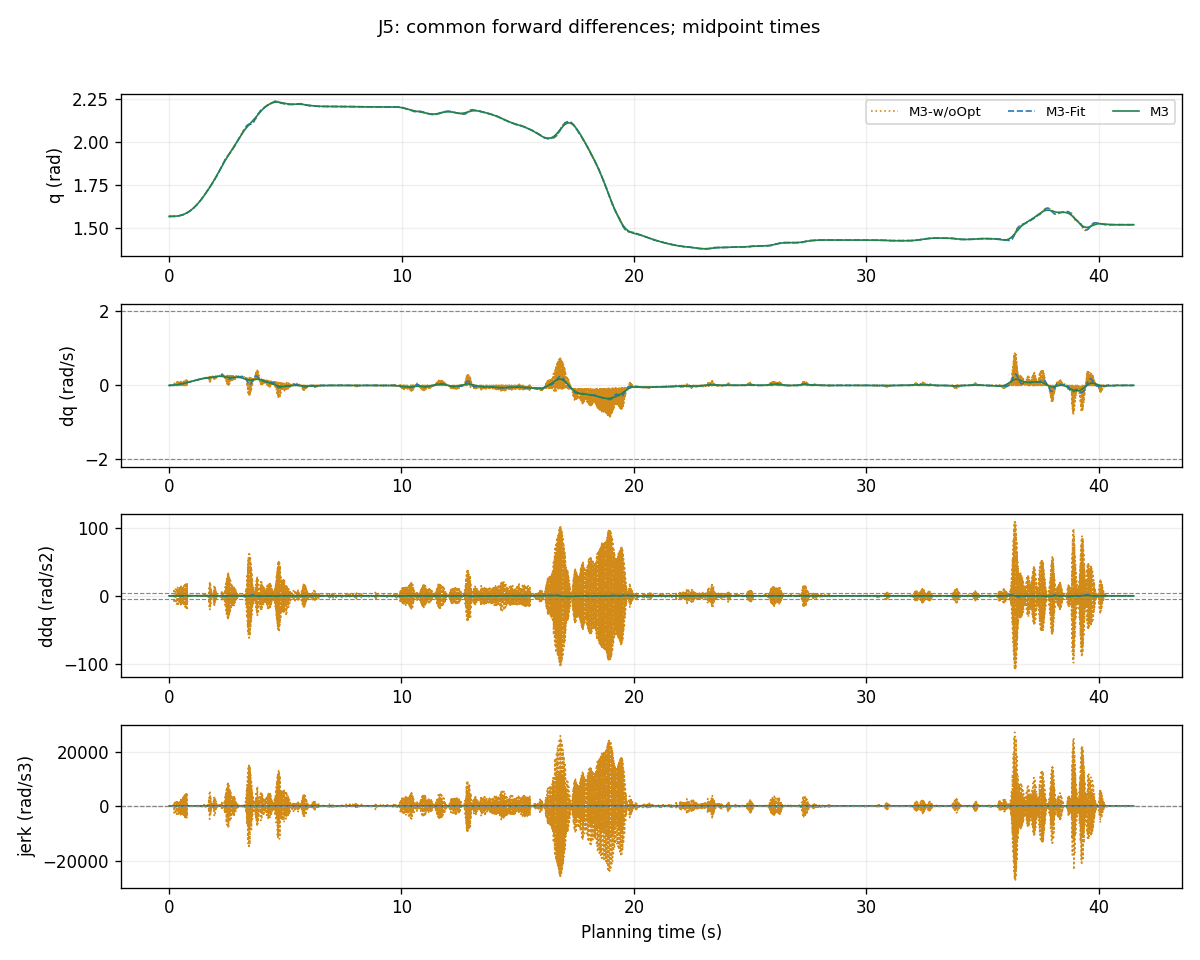 J5: common forward differences; midpoint times
M3-w/oOpt M3-Fit M3
q (rad)
2.25
2.00
1.75
1.50
0 10 20 30 40
dq (rad/s)
2
0
−2
0 10 20 30 40
ddq (rad/s2)
100
0
−100
0 10 20 30 40
jerk (rad/s3)
20000
0
−20000
0 10 20 30 40
Planning time (s)